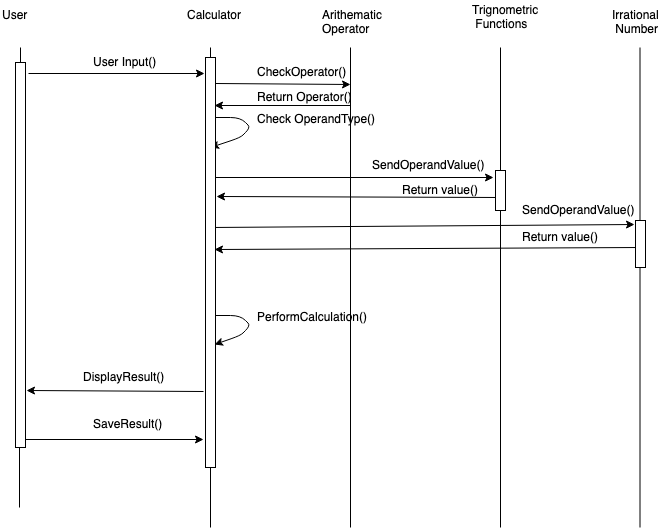 User
Calculator
Arithematic
Operator
Trignometric
Functions
Irrational
Number
User Input()
CheckOperator()
Return Operator()
Check OperandType()
SendOperandValue()
Return value()
SendOperandValue()
Return value()
PerformCalculation()
DisplayResult()
SaveResult()